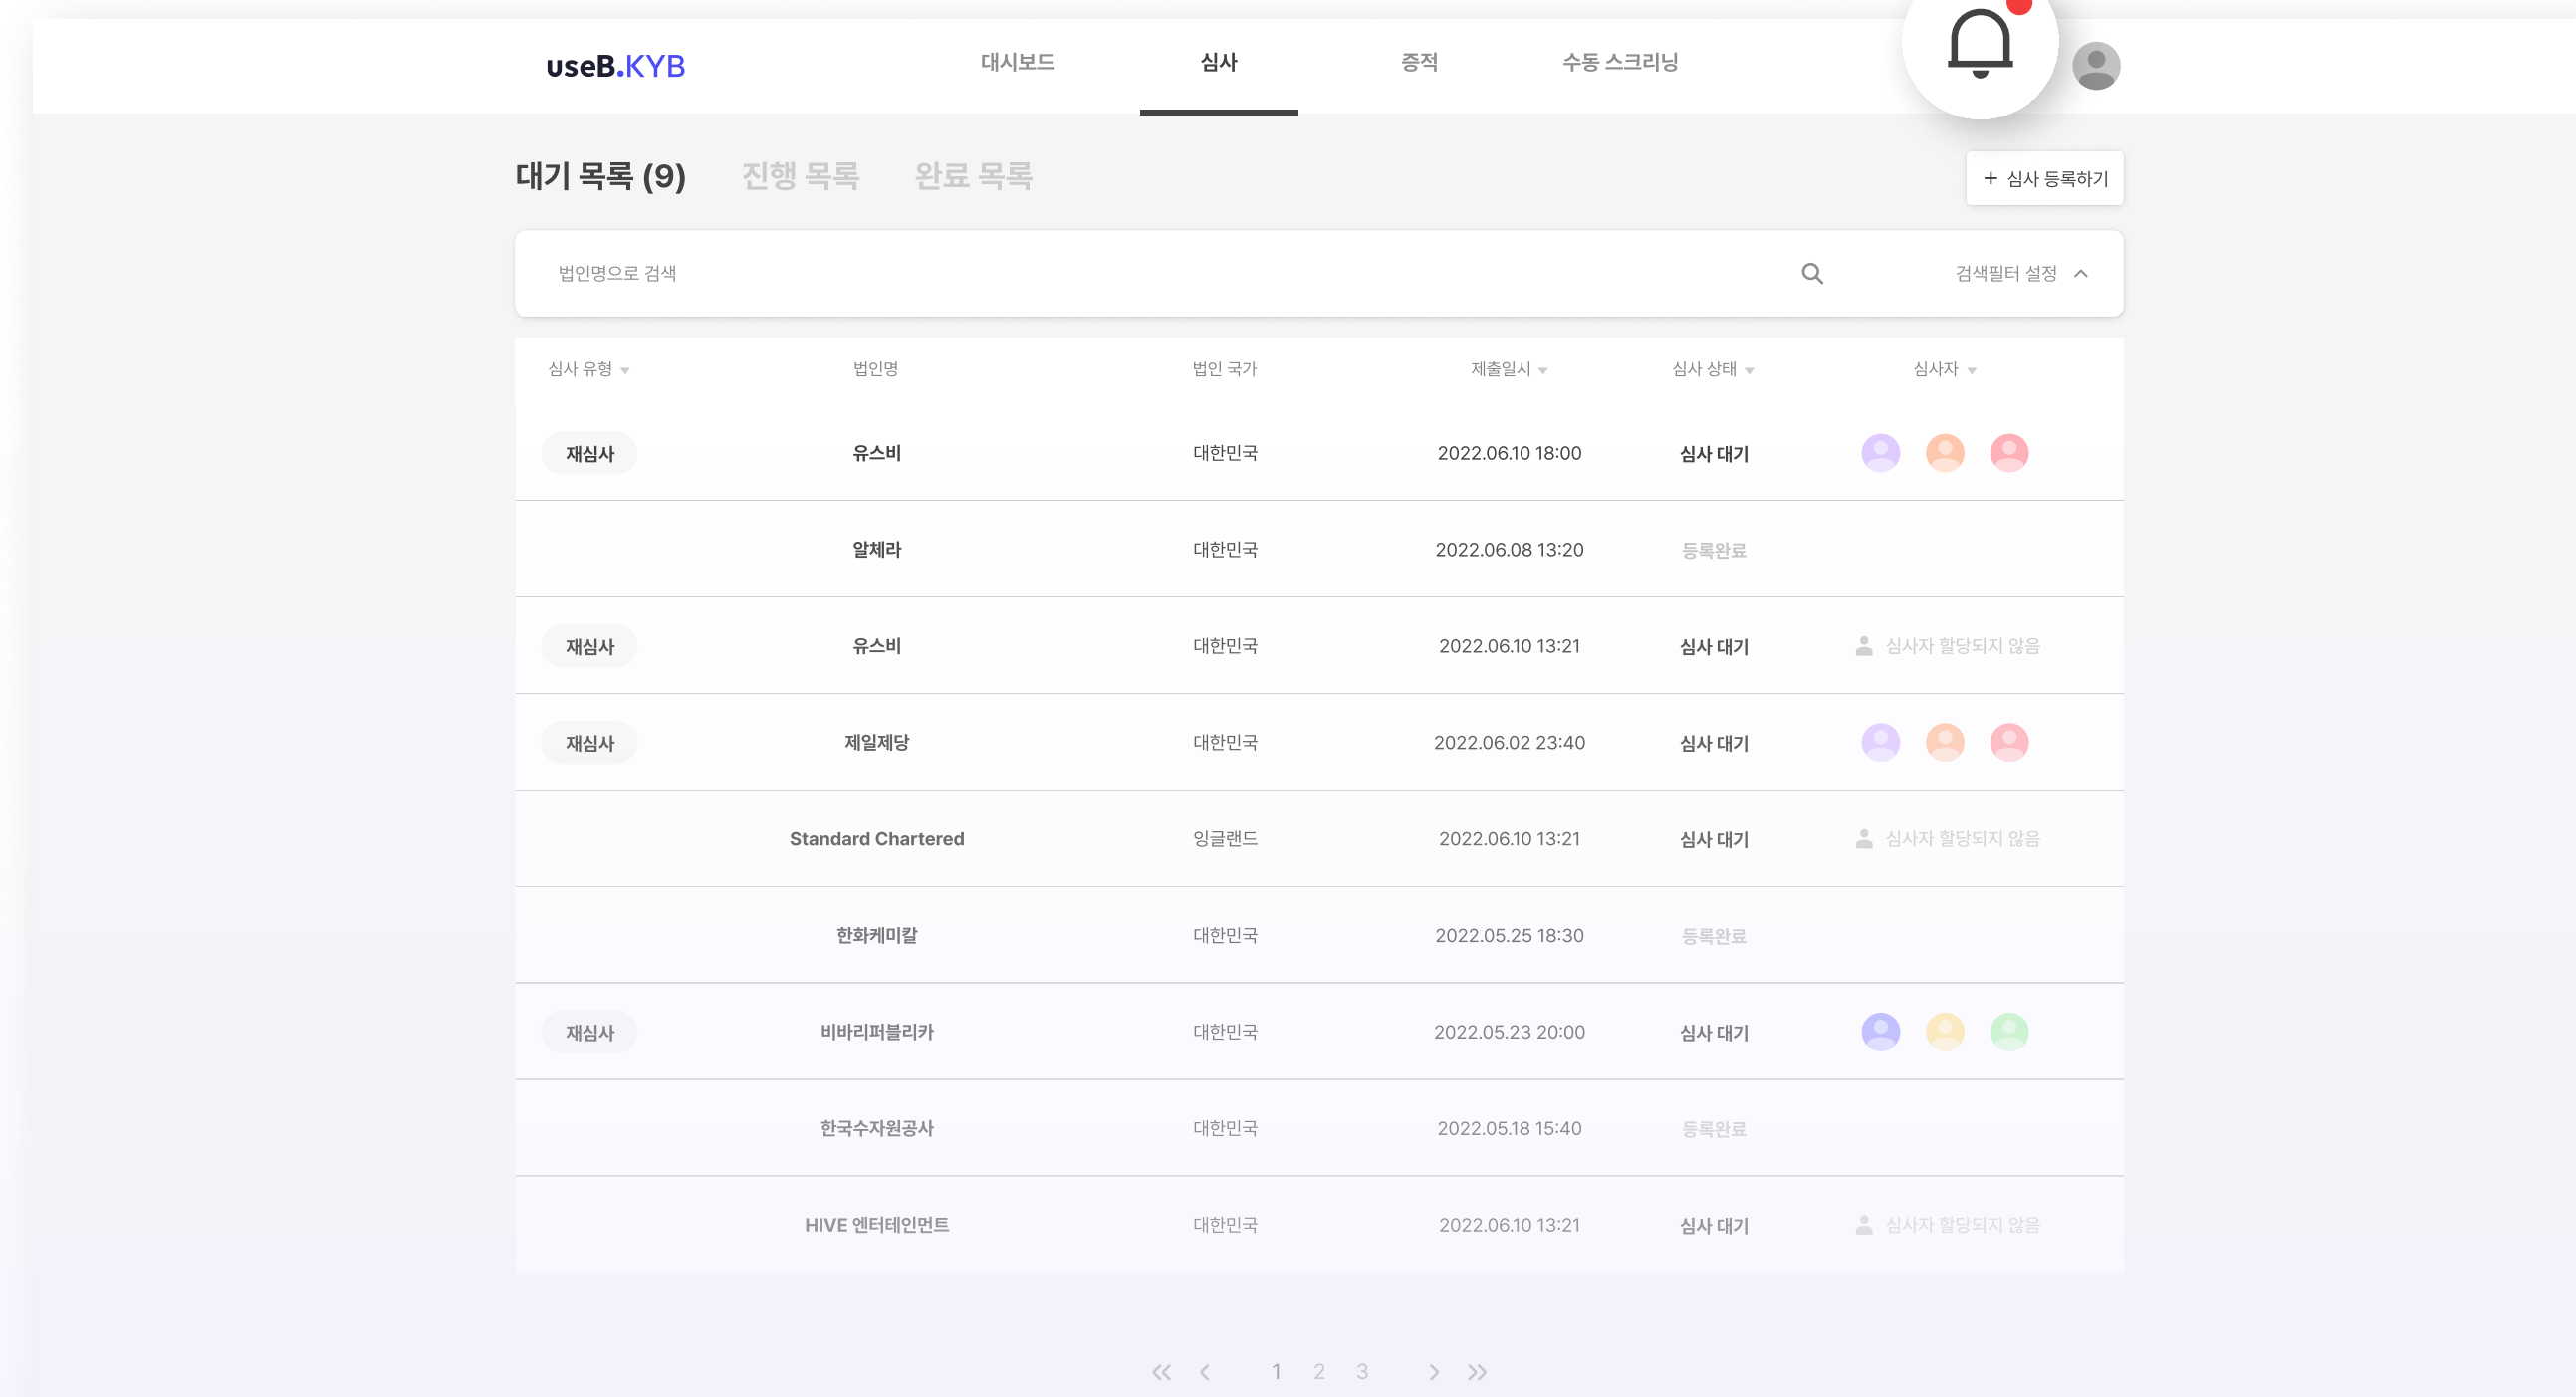 useB.KYB 대시보드 심사 증적 수동 스크리닝
대기 목록 (9) 진행 목록 완료 목록 + 심사 등록하기
법인명으로 검색 검색필터 설정
심사 유형 법인명 법인 국가 제출일시 심사 상태 심사자
재심사 유스비 대한민국 2022.06.10 18:00 심사 대기
알체라 대한민국 2022.06.08 13:20 등록완료
재심사 유스비 대한민국 2022.06.10 13:21 심사 대기 심사자 할당되지 않음
재심사 제일제당 대한민국 2022.06.02 23:40 심사 대기
Standard Chartered 잉글랜드 2022.06.10 13:21 심사 대기 심사자 할당되지 않음
한화케미칼 대한민국 2022.05.25 18:30 등록완료
재심사 비바리퍼블리카 대한민국 2022.05.23 20:00 심사 대기
한국수자원공사 대한민국 2022.05.18 15:40 등록완료
HIVE 엔터테인먼트 대한민국 2022.06.10 13:21 심사 대기 심사자 할당되지 않음
1 2 3